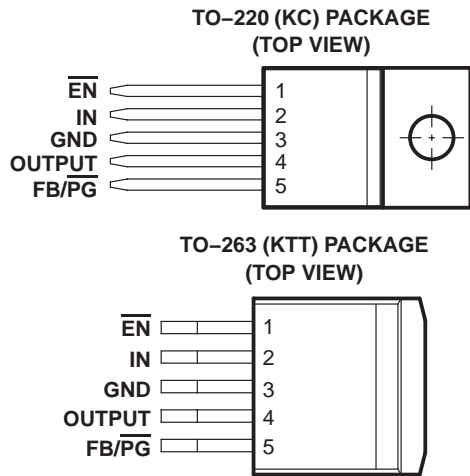 TO–220 (KC) PACKAGE
(TOP VIEW)
EN 1
IN 2
GND 3
OUTPUT 4
FB/PG 5
TO–263 (KTT) PACKAGE
(TOP VIEW)
EN 1
IN 2
GND 3
OUTPUT 4
FB/PG 5